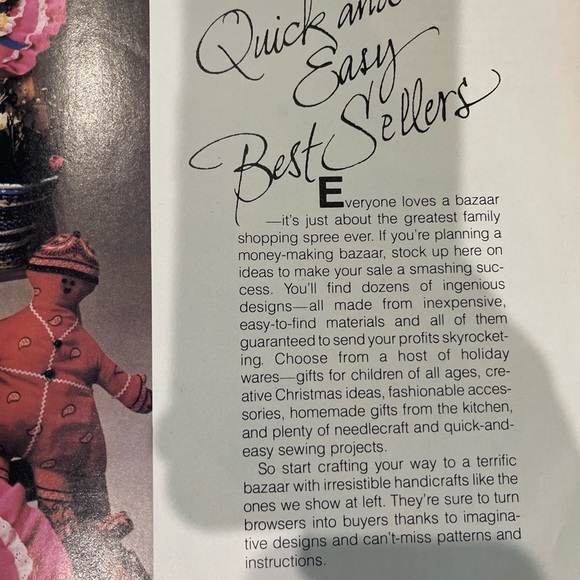 Quick and
Easy
Best Sellers
Everyone loves a bazaar
—it's just about the greatest family
shopping spree ever. If you're planning a
money-making bazaar, stock up here on
ideas to make your sale a smashing suc-
cess. You'll find dozens of ingenious
designs—all made from inexpensive,
easy-to-find materials and all of them
guaranteed to send your profits skyrocket-
ing. Choose from a host of holiday
wares—gifts for children of all ages, cre-
ative Christmas ideas, fashionable acces-
sories, homemade gifts from the kitchen,
and plenty of needlecraft and quick-and-
easy sewing projects.
So start crafting your way to a terrific
bazaar with irresistible handicrafts like the
ones we show at left. They're sure to turn
browsers into buyers thanks to imagina-
tive designs and can't-miss patterns and
instructions.